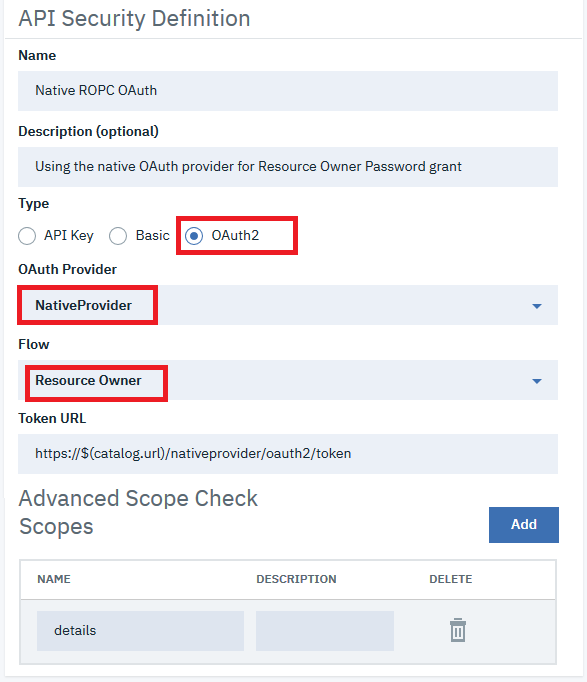 API Security Definition
Name
Native ROPC OAuth
Description (optional)
Using the native OAuth provider for Resource Owner Password grant
Type
API Key Basic OAuth2
OAuth Provider
NativeProvider
Flow
Resource Owner
Token URL
https://$(catalog.url)/nativeprovider/oauth2/token
Advanced Scope Check
Scopes
Add
NAME DESCRIPTION DELETE
details